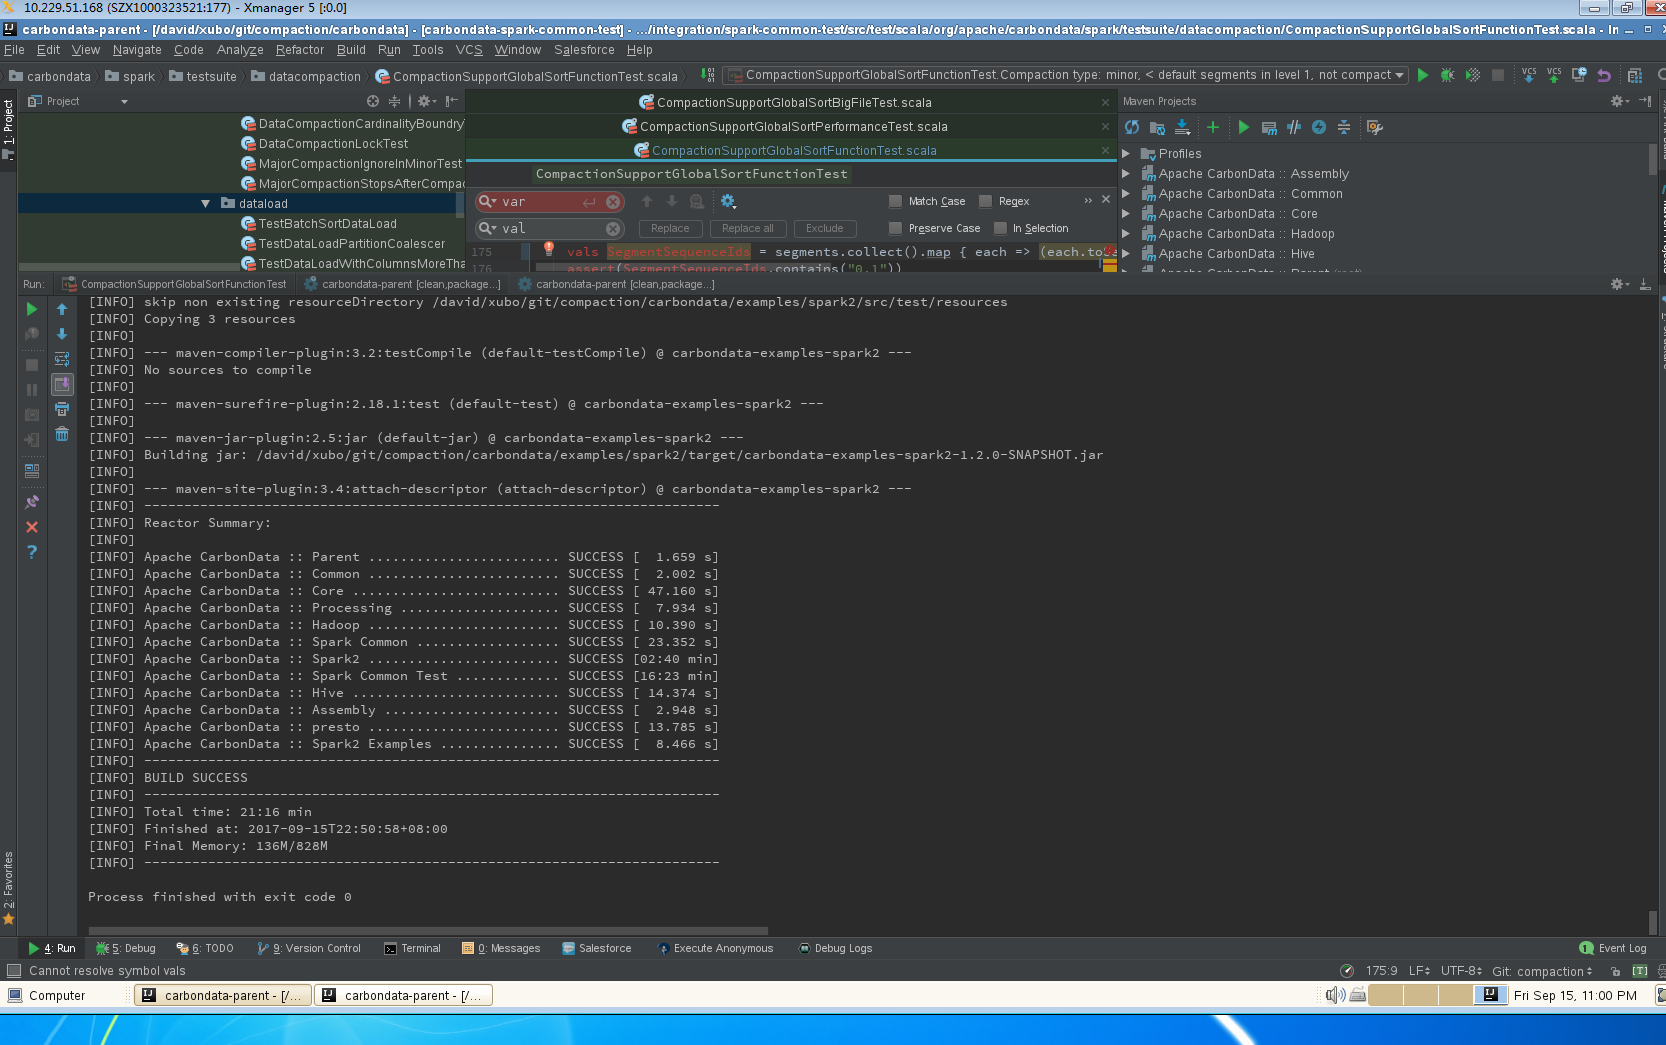 10.229.51.168 (SZX1000323521:177) - Xmanager 5 [:0.0]
carbondata-parent - [/david/xubo/git/compaction/carbondata] - [carbondata-spark-common-test] - .../integration/spark-common-test/src/test/scala/org/apache/carbondata/spark/testsuite/datacompaction/CompactionSupportGlobalSortFunctionTest.scala - In
File Edit View Navigate Code Analyze Refactor Build Run Tools VCS Window Salesforce Help
carbondata spark testsuite datacompaction CompactionSupportGlobalSortFunctionTest.scala CompactionSupportGlobalSortFunctionTest.Compaction type: minor, < default segments in level 1, not compact
1: Project
Project
DataCompactionCardinalityBoundry
DataCompactionLockTest
MajorCompactionIgnoreInMinorTest
MajorCompactionStopsAfterCompac
dataload
TestBatchSortDataLoad
TestDataLoadPartitionCoalescer
TestDataLoadWithColumnsMoreTha
CompactionSupportGlobalSortBigFileTest.scala
CompactionSupportGlobalSortPerformanceTest.scala
CompactionSupportGlobalSortFunctionTest.scala
CompactionSupportGlobalSortFunctionTest
var Match Case Regex
val Replace Replace all Exclude Preserve Case In Selection
175 vals SegmentSequenceIds = segments.collect().map { each => (each.to
176 assert(SegmentSequenceIds.contains("0.1"))
Maven Projects
Profiles
Apache CarbonData :: Assembly
Apache CarbonData :: Common
Apache CarbonData :: Core
Apache CarbonData :: Hadoop
Apache CarbonData :: Hive
Run: CompactionSupportGlobalSortFunctionTest carbondata-parent [clean,package...] carbondata-parent [clean,package...]
[INFO] skip non existing resourceDirectory /david/xubo/git/compaction/carbondata/examples/spark2/src/test/resources
[INFO] Copying 3 resources
[INFO]
[INFO] --- maven-compiler-plugin:3.2:testCompile (default-testCompile) @ carbondata-examples-spark2 ---
[INFO] No sources to compile
[INFO]
[INFO] --- maven-surefire-plugin:2.18.1:test (default-test) @ carbondata-examples-spark2 ---
[INFO]
[INFO] --- maven-jar-plugin:2.5:jar (default-jar) @ carbondata-examples-spark2 ---
[INFO] Building jar: /david/xubo/git/compaction/carbondata/examples/spark2/target/carbondata-examples-spark2-1.2.0-SNAPSHOT.jar
[INFO]
[INFO] --- maven-site-plugin:3.4:attach-descriptor (attach-descriptor) @ carbondata-examples-spark2 ---
[INFO] ------------------------------------------------------------------------
[INFO] Reactor Summary:
[INFO]
[INFO] Apache CarbonData :: Parent ........................ SUCCESS [  1.659 s]
[INFO] Apache CarbonData :: Common ........................ SUCCESS [  2.002 s]
[INFO] Apache CarbonData :: Core .......................... SUCCESS [ 47.160 s]
[INFO] Apache CarbonData :: Processing .................... SUCCESS [  7.934 s]
[INFO] Apache CarbonData :: Hadoop ........................ SUCCESS [ 10.390 s]
[INFO] Apache CarbonData :: Spark Common .................. SUCCESS [ 23.352 s]
[INFO] Apache CarbonData :: Spark2 ........................ SUCCESS [02:40 min]
[INFO] Apache CarbonData :: Spark Common Test ............. SUCCESS [16:23 min]
[INFO] Apache CarbonData :: Hive .......................... SUCCESS [ 14.374 s]
[INFO] Apache CarbonData :: Assembly ...................... SUCCESS [  2.948 s]
[INFO] Apache CarbonData :: presto ........................ SUCCESS [ 13.785 s]
[INFO] Apache CarbonData :: Spark2 Examples ............... SUCCESS [  8.466 s]
[INFO] ------------------------------------------------------------------------
[INFO] BUILD SUCCESS
[INFO] ------------------------------------------------------------------------
[INFO] Total time: 21:16 min
[INFO] Finished at: 2017-09-15T22:50:58+08:00
[INFO] Final Memory: 136M/828M
[INFO] ------------------------------------------------------------------------
Process finished with exit code 0
2: Favorites
4: Run 5: Debug 6: TODO 9: Version Control Terminal 0: Messages Salesforce Execute Anonymous Debug Logs 1 Event Log
Cannot resolve symbol vals 175:9 LF UTF-8 Git: compaction [T]
Computer carbondata-parent - [/... carbondata-parent - [/... Fri Sep 15, 11:00 PM